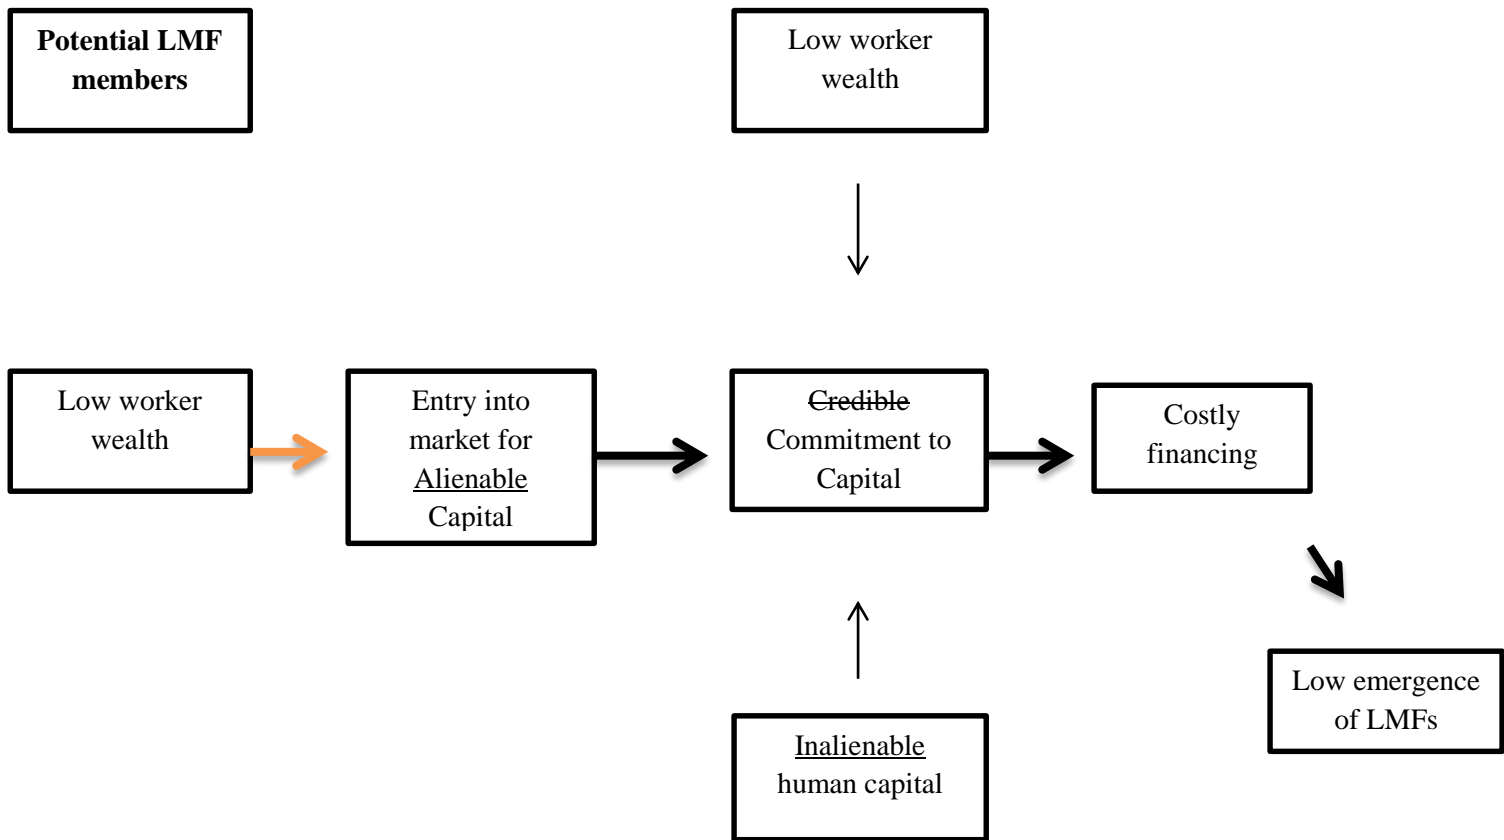 Potential LMF
members
Low worker
wealth
Low worker
wealth
Entry into
market for
Alienable
Capital
Credible
Commitment to
Capital
Costly
financing
Inalienable
human capital
Low emergence
of LMFs